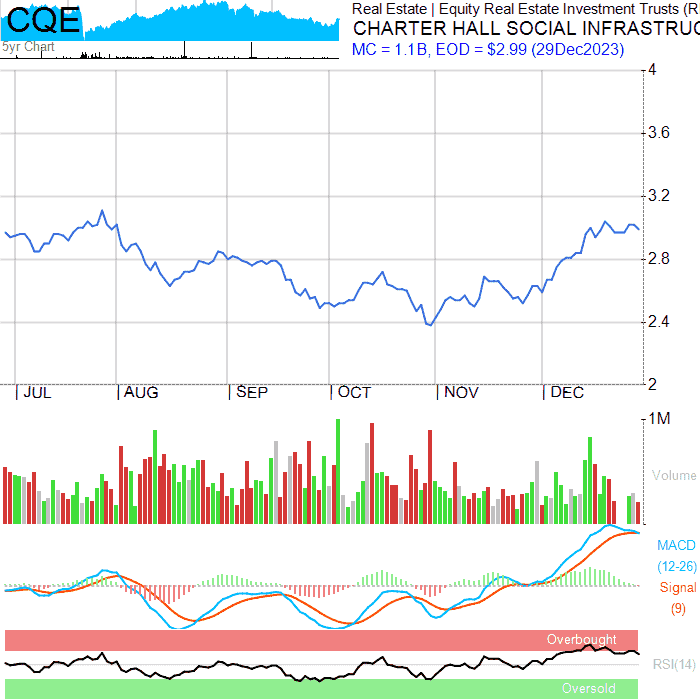 CQE
5yr Chart
Real Estate | Equity Real Estate Investment Trusts (R
CHARTER HALL SOCIAL INFRASTRUC
MC = 1.1B, EOD = $2.99 (29Dec2023)
4
3.6
3.2
2.8
2.4
2
JUL AUG SEP OCT NOV DEC
1M
Volume
MACD
(12-26)
Signal
(9)
Overbought
RSI(14)
Oversold